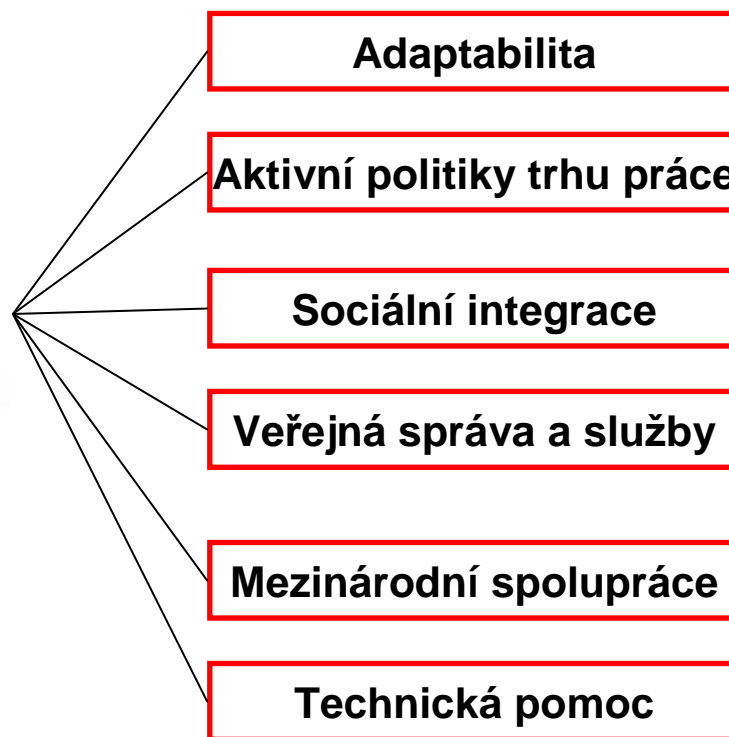 Adaptabilita
Aktivní politiky trhu práce
Sociální integrace
Veřejná správa a služby
Mezinárodní spolupráce
Technická pomoc